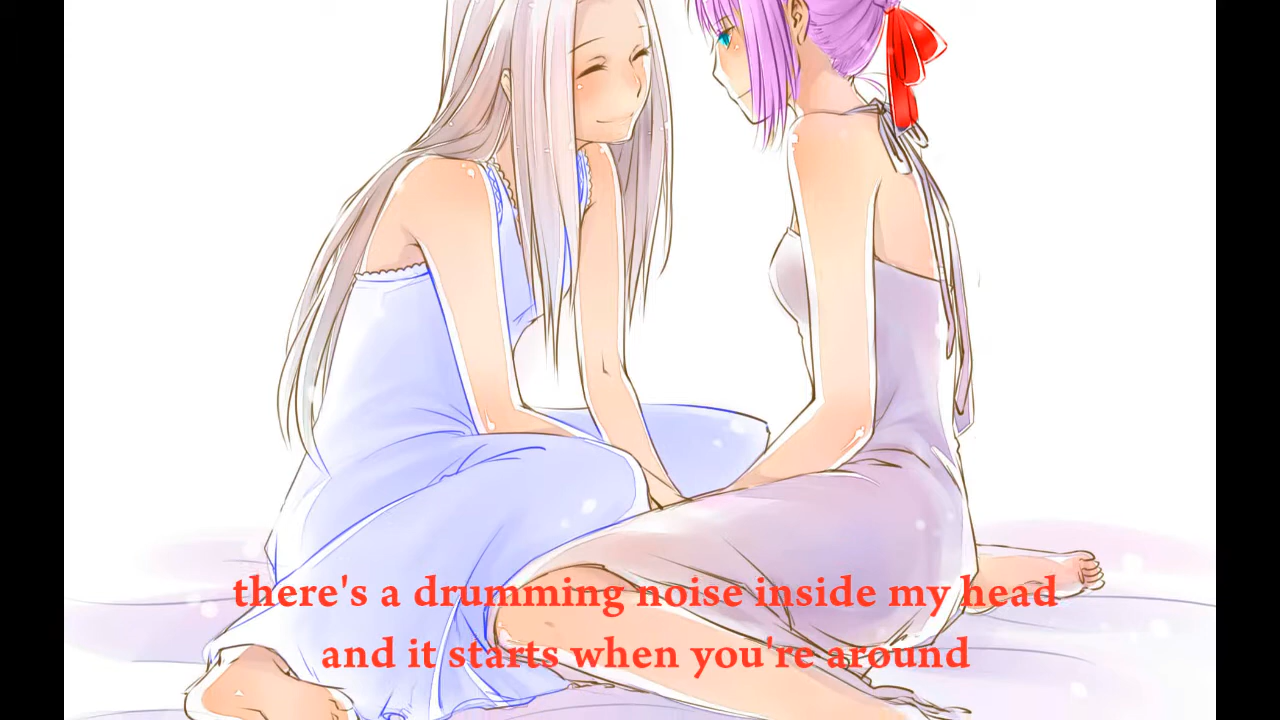 there's a drumming noise inside my head
and it starts when you're around